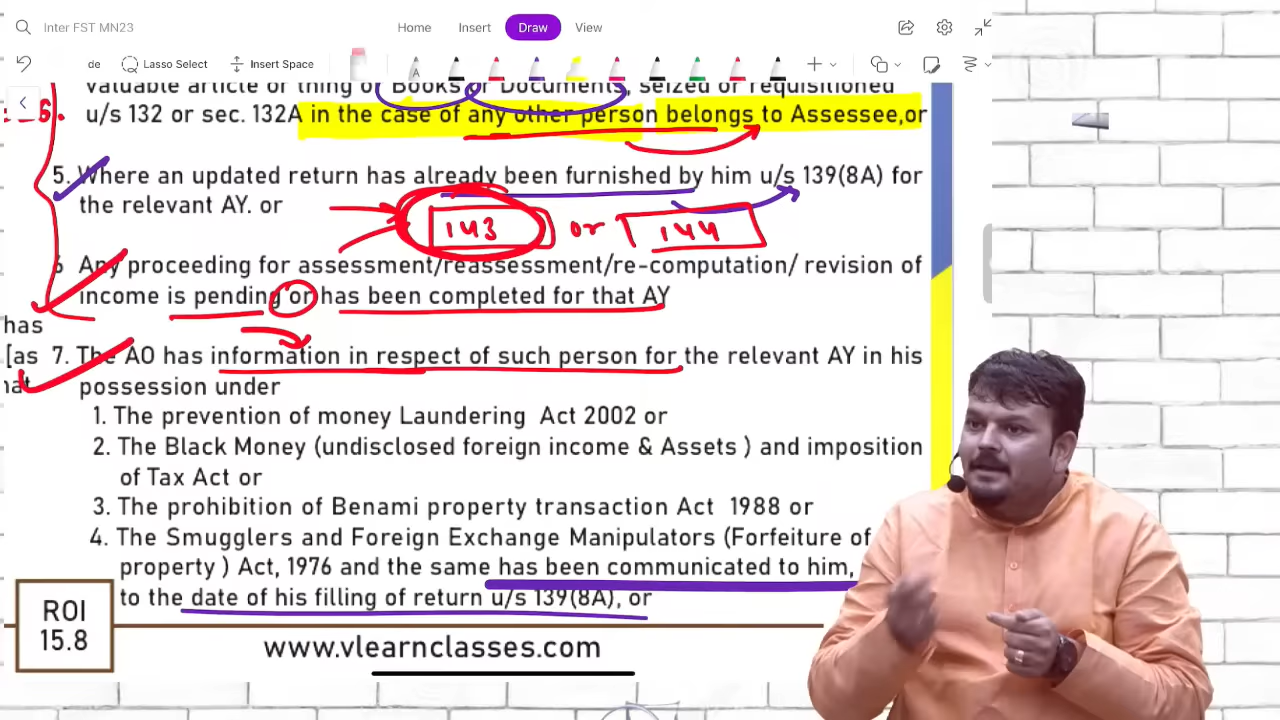 Inter FST MN23
Home Insert Draw View
de Lasso Select Insert Space
valuable article or thing or Books or Documents, seized or requisitioned
u/s 132 or sec. 132A in the case of any other person belongs to Assessee,or
5. Where an updated return has already been furnished by him u/s 139(8A) for
the relevant AY. or
143 or 144
6 Any proceeding for assessment/reassessment/re-computation/ revision of
income is pending or has been completed for that AY
has
[as
7. The AO has information in respect of such person for the relevant AY in his
possession under
1. The prevention of money Laundering Act 2002 or
2. The Black Money (undisclosed foreign income & Assets ) and imposition
of Tax Act or
3. The prohibition of Benami property transaction Act 1988 or
4. The Smugglers and Foreign Exchange Manipulators (Forfeiture of
property ) Act, 1976 and the same has been communicated to him,
to the date of his filling of return u/s 139(8A), or
ROI
15.8
www.vlearnclasses.com